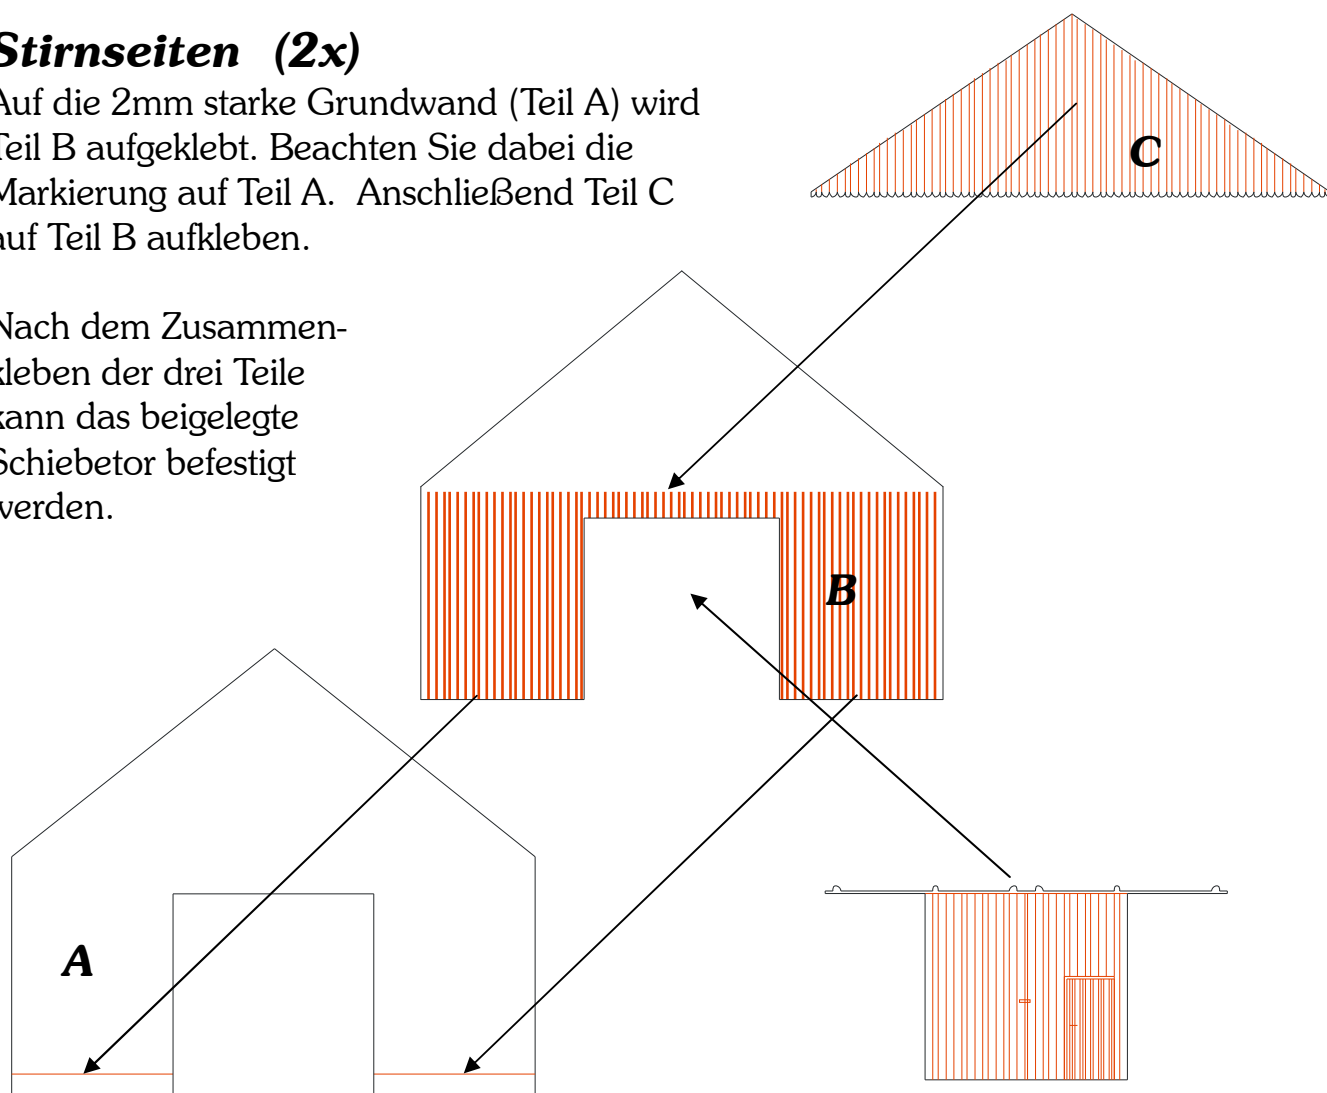 Stirnseiten (2x)
Auf die 2mm starke Grundwand (Teil A) wird
Teil B aufgeklebt. Beachten Sie dabei die
Markierung auf Teil A. Anschließend Teil C
auf Teil B aufkleben.
Nach dem Zusammen-
kleben der drei Teile
kann das beigelegte
Schiebetor befestigt
werden.
C
B
A